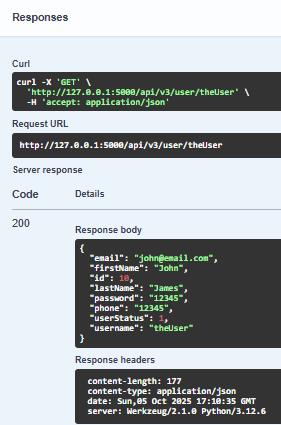 Responses
Curl
curl -X 'GET' \
  'http://127.0.0.1:5000/api/v3/user/theUser' \
  -H 'accept: application/json'
Request URL
http://127.0.0.1:5000/api/v3/user/theUser
Server response
Code Details
200
Response body
{
  "email": "john@email.com",
  "firstName": "John",
  "id": 10,
  "lastName": "James",
  "password": "12345",
  "phone": "12345",
  "userStatus": 1,
  "username": "theUser"
}
Response headers
content-length: 177
content-type: application/json
date: Sun,05 Oct 2025 17:10:35 GMT
server: Werkzeug/2.1.0 Python/3.12.6